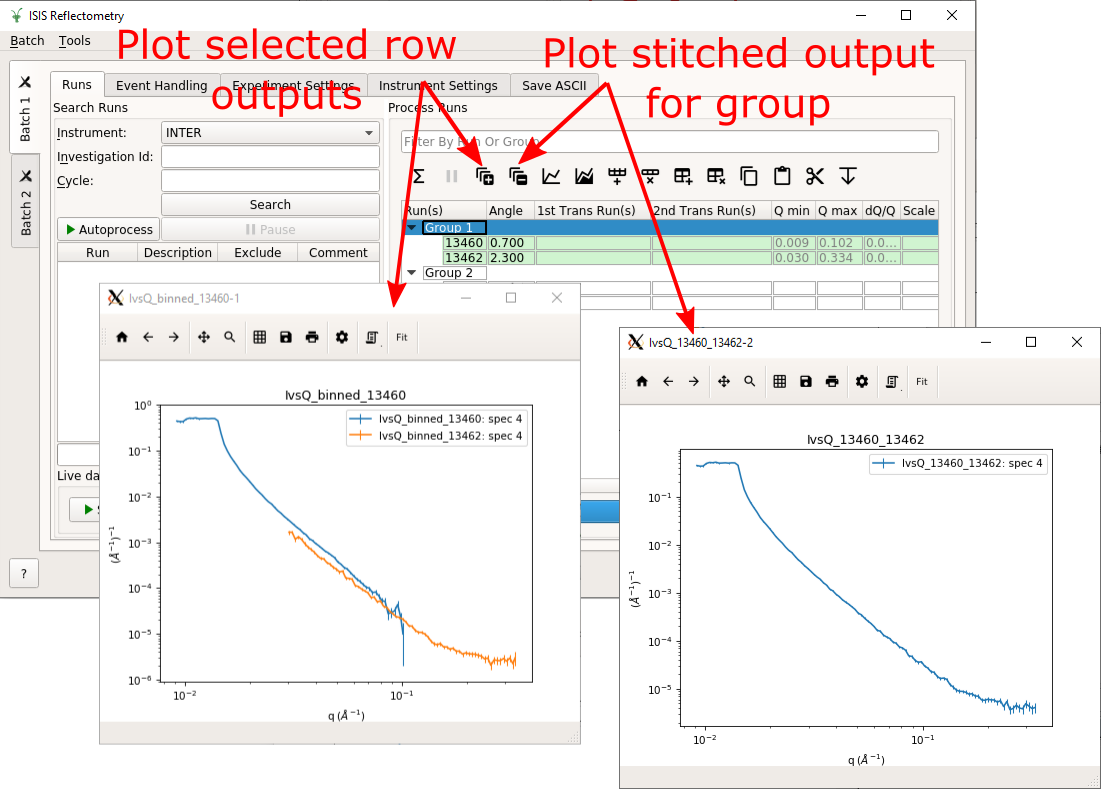 ISIS Reflectometry
Batch Tools
Plot selected row outputs
Plot stitched output for group
Batch 1
Batch 2
Runs Event Handling Experiment Settings Instrument Settings Save ASCII
Search Runs
Instrument: INTER
Investigation Id:
Cycle:
Search
Autoprocess Pause
Run Description Exclude Comment
Process Runs
Filter By Run Or Group
Run(s) Angle 1st Trans Run(s) 2nd Trans Run(s) Q min Q max dQ/Q Scale
Group 1
13460 0.700 0.009 0.102 0.0...
13462 2.300 0.030 0.334 0.0...
Group 2
Live da
?
IvsQ_binned_13460-1
Fit
IvsQ_binned_13460
IvsQ_binned_13460: spec 4
IvsQ_binned_13462: spec 4
10⁰
10⁻¹
10⁻²
10⁻³
10⁻⁴
10⁻⁵
10⁻⁶
(Å⁻¹)⁻¹
10⁻² 10⁻¹
q (Å⁻¹)
IvsQ_13460_13462-2
Fit
IvsQ_13460_13462
IvsQ_13460_13462: spec 4
10⁻¹
10⁻²
10⁻³
10⁻⁴
10⁻⁵
(Å⁻¹)⁻¹
10⁻² 10⁻¹
q (Å⁻¹)